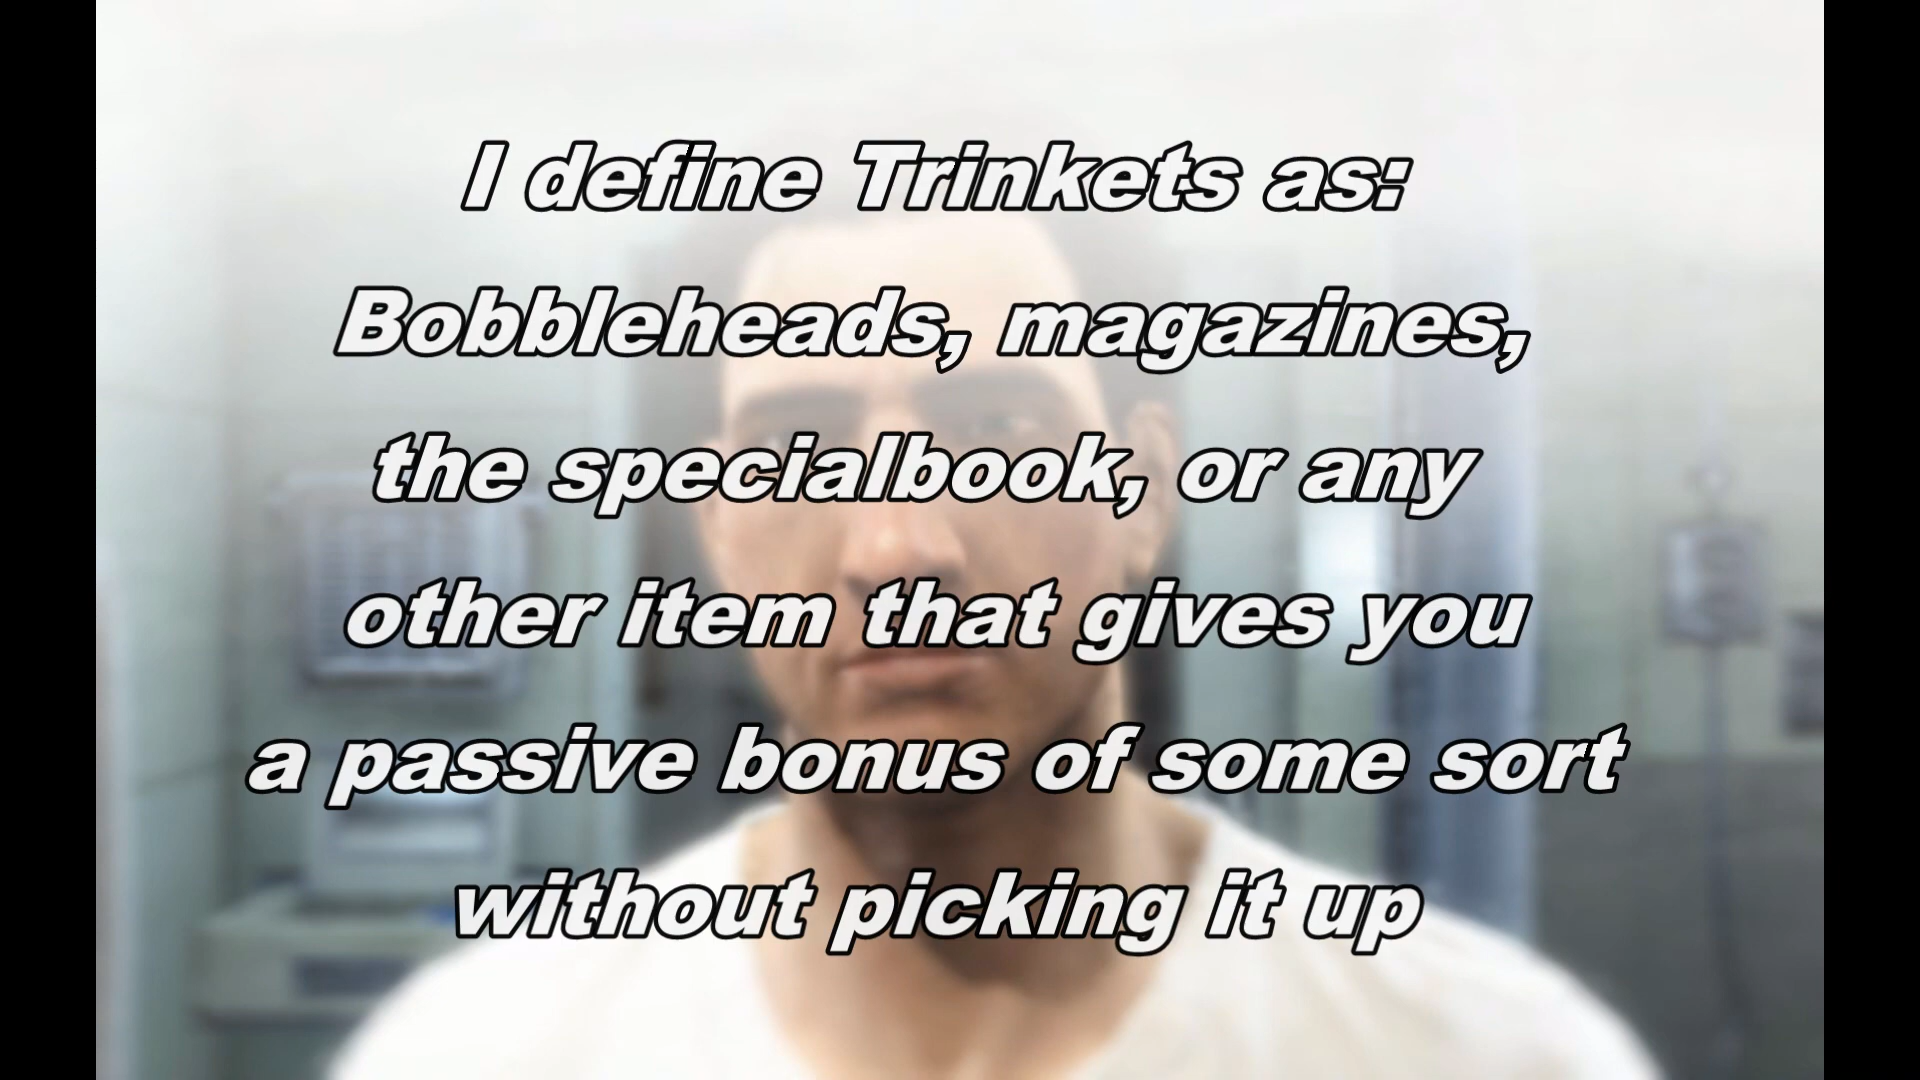 I define Trinkets as:
Bobbleheads, magazines,
the specialbook, or any
other item that gives you
a passive bonus of some sort
without picking it up